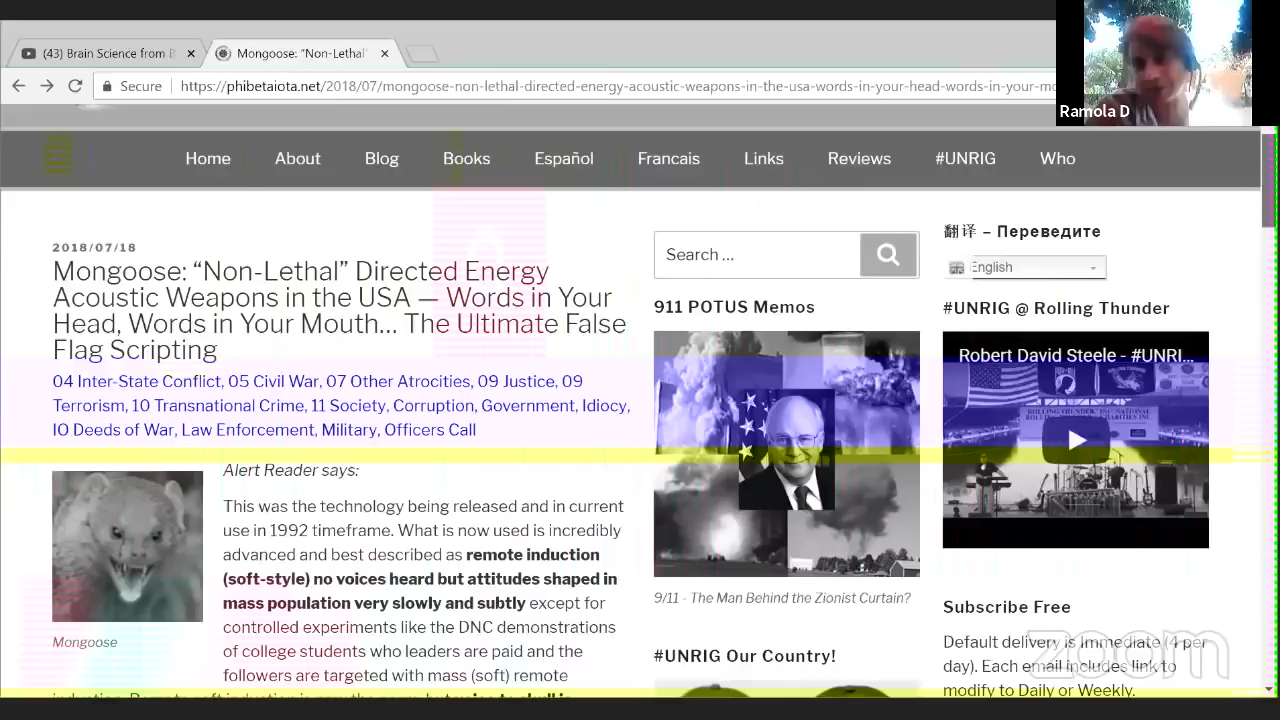 (43) Brain Science from
Mongoose: “Non-Lethal”
Ramola D
Secure
https://phibetaiota.net/2018/07/mongoose-non-lethal-directed-energy-acoustic-weapons-in-the-usa-words-in-your-head-words-in-your-mo
Home
About
Blog
Books
Español
Francais
Links
Reviews
#UNRIG
Who
2018/07/18
Mongoose: “Non-Lethal” Directed Energy
Acoustic Weapons in the USA — Words in Your
Head, Words in Your Mouth… The Ultimate False
Flag Scripting
04 Inter-State Conflict, 05 Civil War, 07 Other Atrocities, 09 Justice, 09
Terrorism, 10 Transnational Crime, 11 Society, Corruption, Government, Idiocy,
IO Deeds of War, Law Enforcement, Military, Officers Call
Alert Reader says:
This was the technology being released and in current
use in 1992 timeframe. What is now used is incredibly
advanced and best described as remote induction
(soft-style) no voices heard but attitudes shaped in
mass population very slowly and subtly except for
controlled experiments like the DNC demonstrations
of college students who leaders are paid and the
followers are targeted with mass (soft) remote
Mongoose
Search …
911 POTUS Memos
9/11 - The Man Behind the Zionist Curtain?
#UNRIG Our Country!
翻译 – Переведите
English
#UNRIG @ Rolling Thunder
Robert David Steele - #UNRI...
ROLLING THUNDER, INC. NATIONAL
Subscribe Free
Default delivery is Immediate (4 per
day). Each email includes link to
modify to Daily or Weekly.
zoom